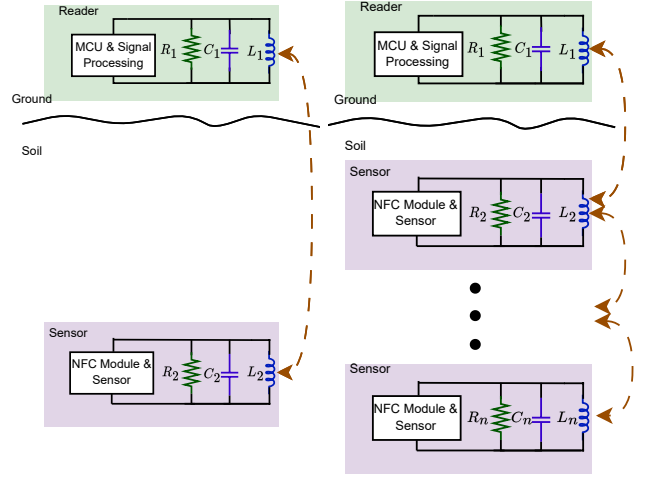 Reader
MCU & Signal
Processing
R1 C1 L1
Ground
Soil
Sensor
NFC Module &
Sensor
R2 C2 L2
Reader
MCU & Signal
Processing
R1 C1 L1
Ground
Soil
Sensor
NFC Module &
Sensor
R2 C2 L2
Sensor
NFC Module &
Sensor
Rn Cn Ln